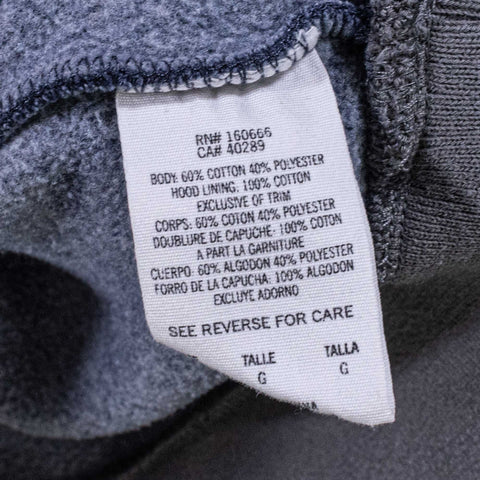 RN# 160666
CA# 40289
BODY: 60% COTTON 40% POLYESTER
HOOD LINING: 100% COTTON
EXCLUSIVE OF TRIM
CORPS: 60% COTON 40% POLYESTER
DOUBLURE DE CAPUCHE: 100% COTON
A PART LA GARNITURE
CUERPO: 60% ALGODON 40% POLYESTER
FORRO DE LA CAPUCHA: 100% ALGODON
EXCLUYE ADORNO
SEE REVERSE FOR CARE
TALLE TALLA
G G